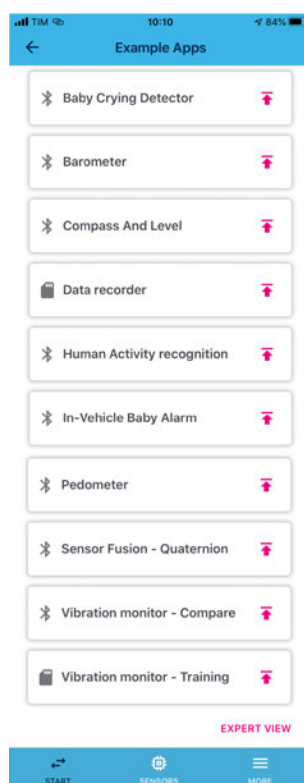 TIM
10:10
84%
Example Apps
Baby Crying Detector
Barometer
Compass And Level
Data recorder
Human Activity recognition
In-Vehicle Baby Alarm
Pedometer
Sensor Fusion - Quaternion
Vibration monitor - Compare
Vibration monitor - Training
EXPERT VIEW
START
SENSORS
MORE